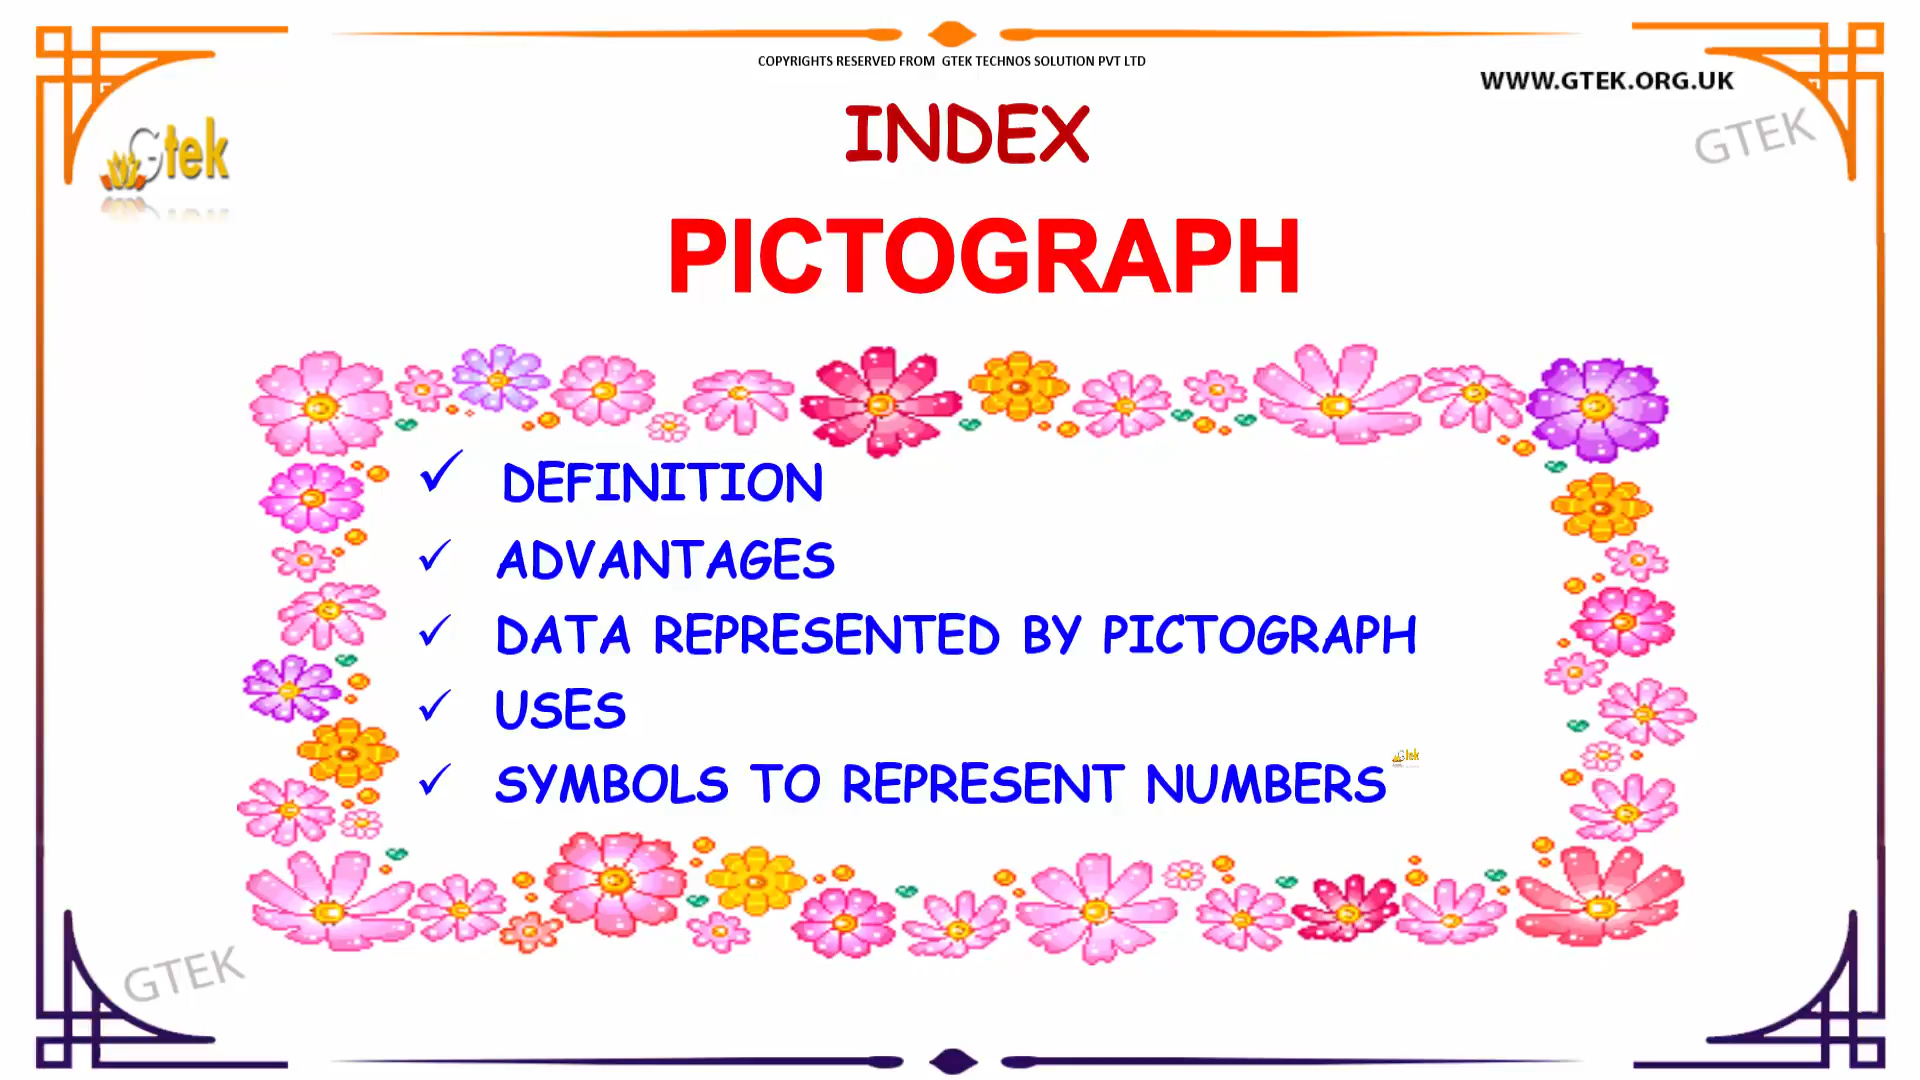 COPYRIGHTS RESERVED FROM GTEK TECHNOS SOLUTION PVT LTD
WWW.GTEK.ORG.UK
Gtek
GTEK
INDEX
PICTOGRAPH
✓ DEFINITION
✓ ADVANTAGES
✓ DATA REPRESENTED BY PICTOGRAPH
✓ USES
✓ SYMBOLS TO REPRESENT NUMBERS
Gtek
GTEK